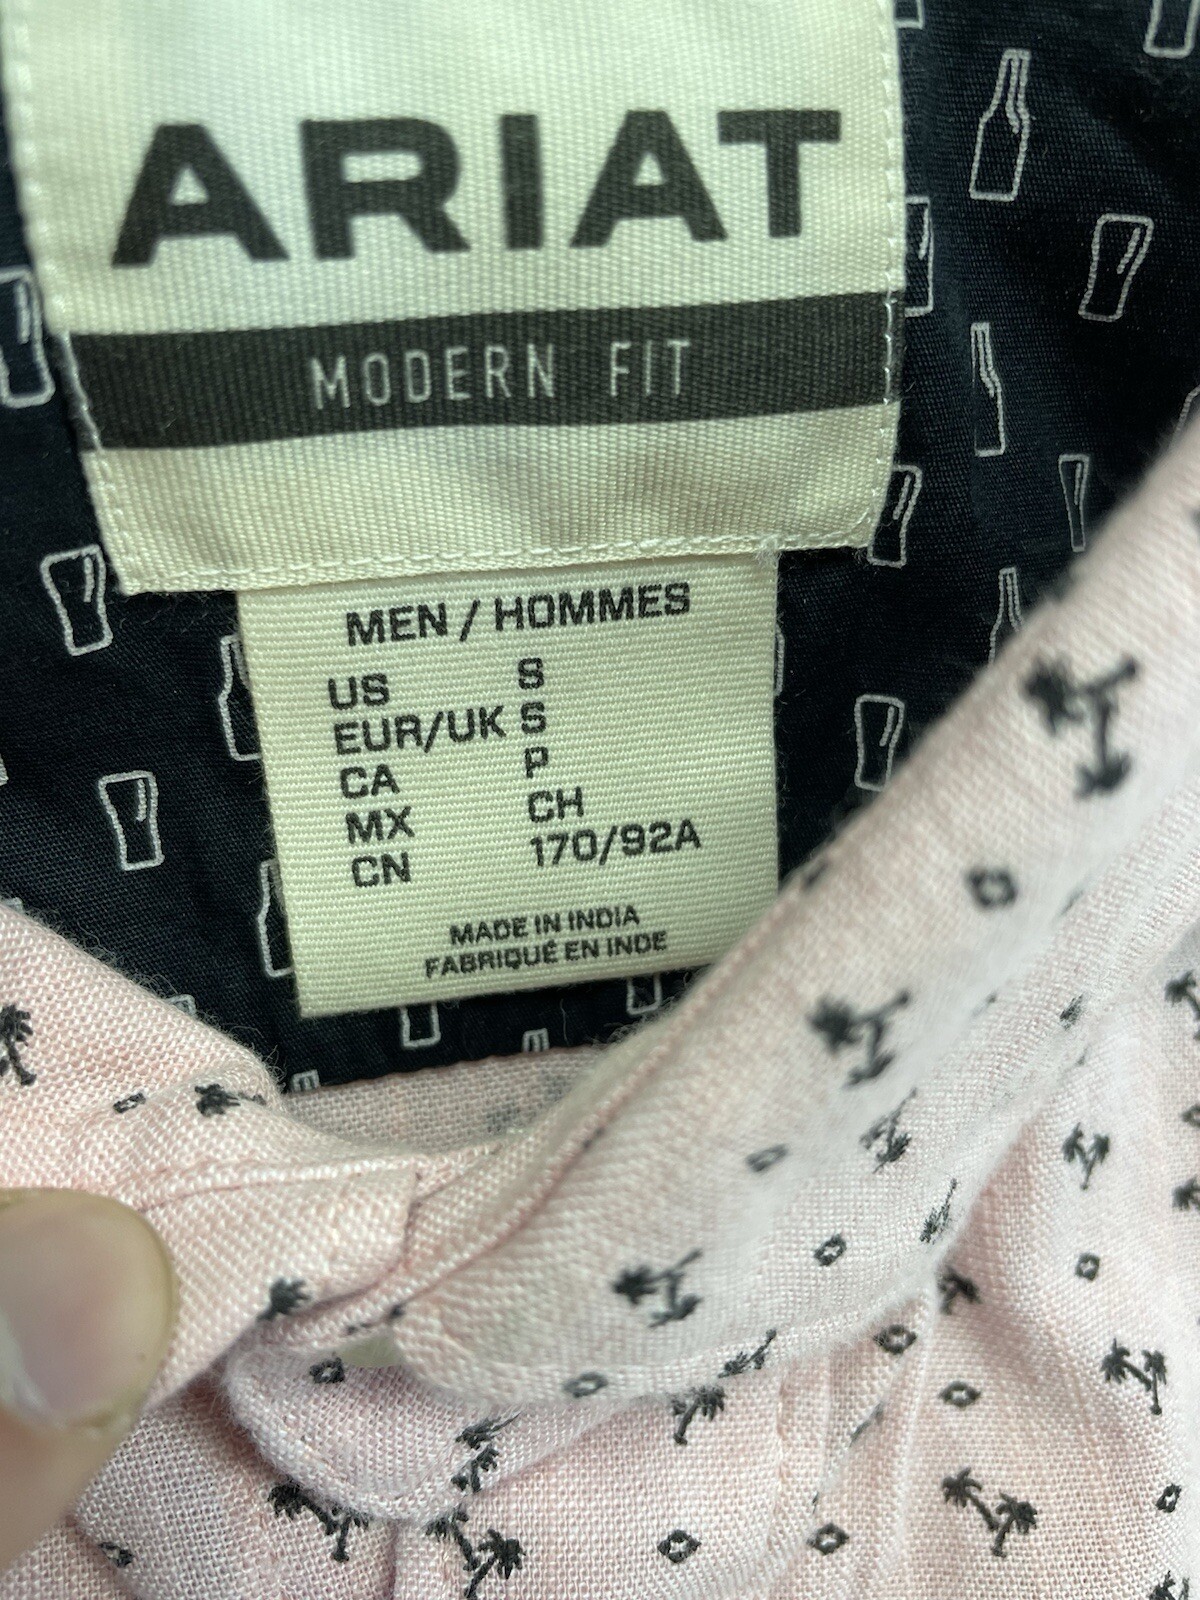 ARIAT
MODERN FIT
MEN / HOMMES
US S
EUR/UK S
CA P
MX CH
CN 170/92A
MADE IN INDIA
FABRIQUÉ EN INDE